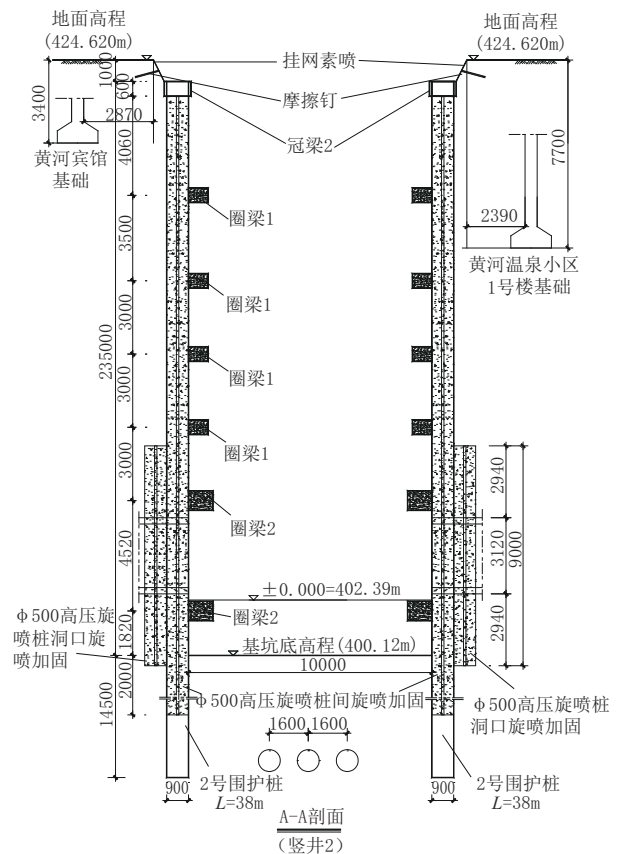 地面高程
(424.620m)
地面高程
(424.620m)
挂网素喷
摩擦钉
冠梁2
1000
600
3400
2870
4060
黄河宾馆
基础
7700
2390
黄河温泉小区
1号楼基础
圈梁1
3500
圈梁1
3000
235000
圈梁1
3000
圈梁1
3000
圈梁2
4520
2940
3120
9000
2940
±0.000=402.39m
圈梁2
1820
基坑底高程(400.12m)
10000
2000
14500
φ500高压旋
喷桩洞口旋
喷加固
φ500高压旋喷桩间旋喷加固
φ500高压旋喷桩
洞口旋喷加固
1600
1600
2号围护桩
L=38m
2号围护桩
L=38m
900
900
A-A剖面
(竖井2)